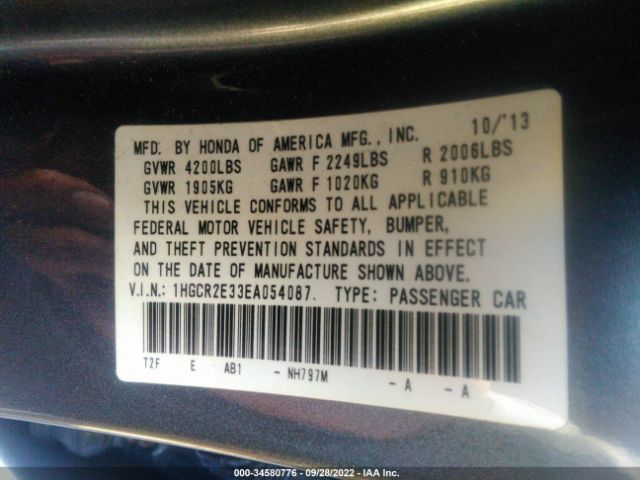 MFD. BY HONDA OF AMERICA MFG., INC. 10/'13
GVWR 4200LBS GAWR F 2249LBS R 2006LBS
GVWR 1905KG GAWR F 1020KG R 910KG
THIS VEHICLE CONFORMS TO ALL APPLICABLE
FEDERAL MOTOR VEHICLE SAFETY, BUMPER,
AND THEFT PREVENTION STANDARDS IN EFFECT
ON THE DATE OF MANUFACTURE SHOWN ABOVE.
V.I.N.: 1HGCR2E33EA054087. TYPE: PASSENGER CAR
T2F E AB1 - NH797M - A - A
000-34580776 - 09/28/2022 - IAA Inc.